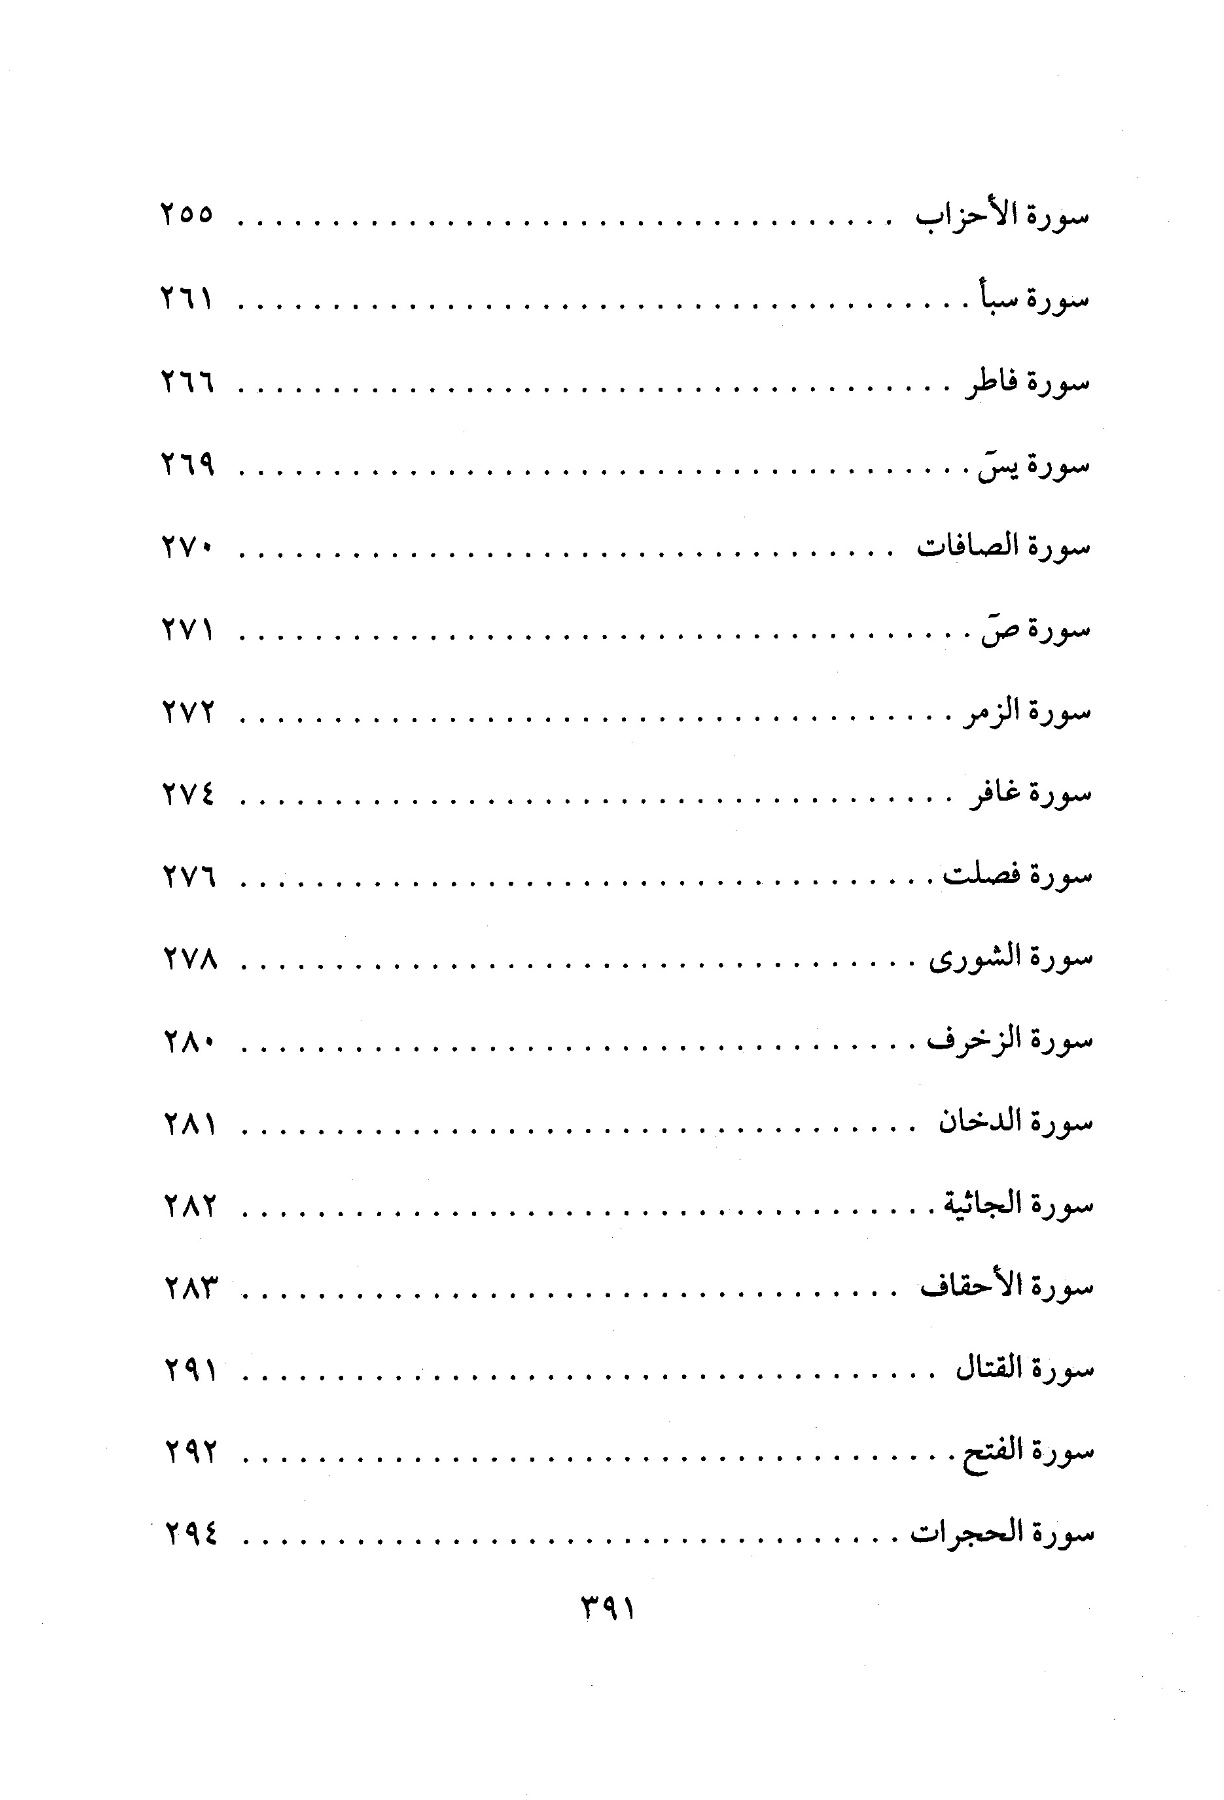 سورة الأحزاب . . . . . . . . . . . . . . . . . . . . . . . . . . . . . . . . . . . ٢٥٥
سورة سبأ . . . . . . . . . . . . . . . . . . . . . . . . . . . . . . . . . . . . . . . ٢٦١
سورة فاطر . . . . . . . . . . . . . . . . . . . . . . . . . . . . . . . . . . . . . . ٢٦٦
سورة يسۤ . . . . . . . . . . . . . . . . . . . . . . . . . . . . . . . . . . . . . . . ٢٦٩
سورة الصافات . . . . . . . . . . . . . . . . . . . . . . . . . . . . . . . . . . . ٢٧٠
سورة صۤ . . . . . . . . . . . . . . . . . . . . . . . . . . . . . . . . . . . . . . . ٢٧١
سورة الزمر . . . . . . . . . . . . . . . . . . . . . . . . . . . . . . . . . . . . . . ٢٧٢
سورة غافر . . . . . . . . . . . . . . . . . . . . . . . . . . . . . . . . . . . . . . ٢٧٤
سورة فصلت . . . . . . . . . . . . . . . . . . . . . . . . . . . . . . . . . . . . . ٢٧٦
سورة الشورى . . . . . . . . . . . . . . . . . . . . . . . . . . . . . . . . . . . . ٢٧٨
سورة الزخرف . . . . . . . . . . . . . . . . . . . . . . . . . . . . . . . . . . . . ٢٨٠
سورة الدخان . . . . . . . . . . . . . . . . . . . . . . . . . . . . . . . . . . . . ٢٨١
سورة الجاثية . . . . . . . . . . . . . . . . . . . . . . . . . . . . . . . . . . . . . ٢٨٢
سورة الأحقاف . . . . . . . . . . . . . . . . . . . . . . . . . . . . . . . . . . . ٢٨٣
سورة القتال . . . . . . . . . . . . . . . . . . . . . . . . . . . . . . . . . . . . . ٢٩١
سورة الفتح . . . . . . . . . . . . . . . . . . . . . . . . . . . . . . . . . . . . . . ٢٩٢
سورة الحجرات . . . . . . . . . . . . . . . . . . . . . . . . . . . . . . . . . . . ٢٩٤
٣٩١